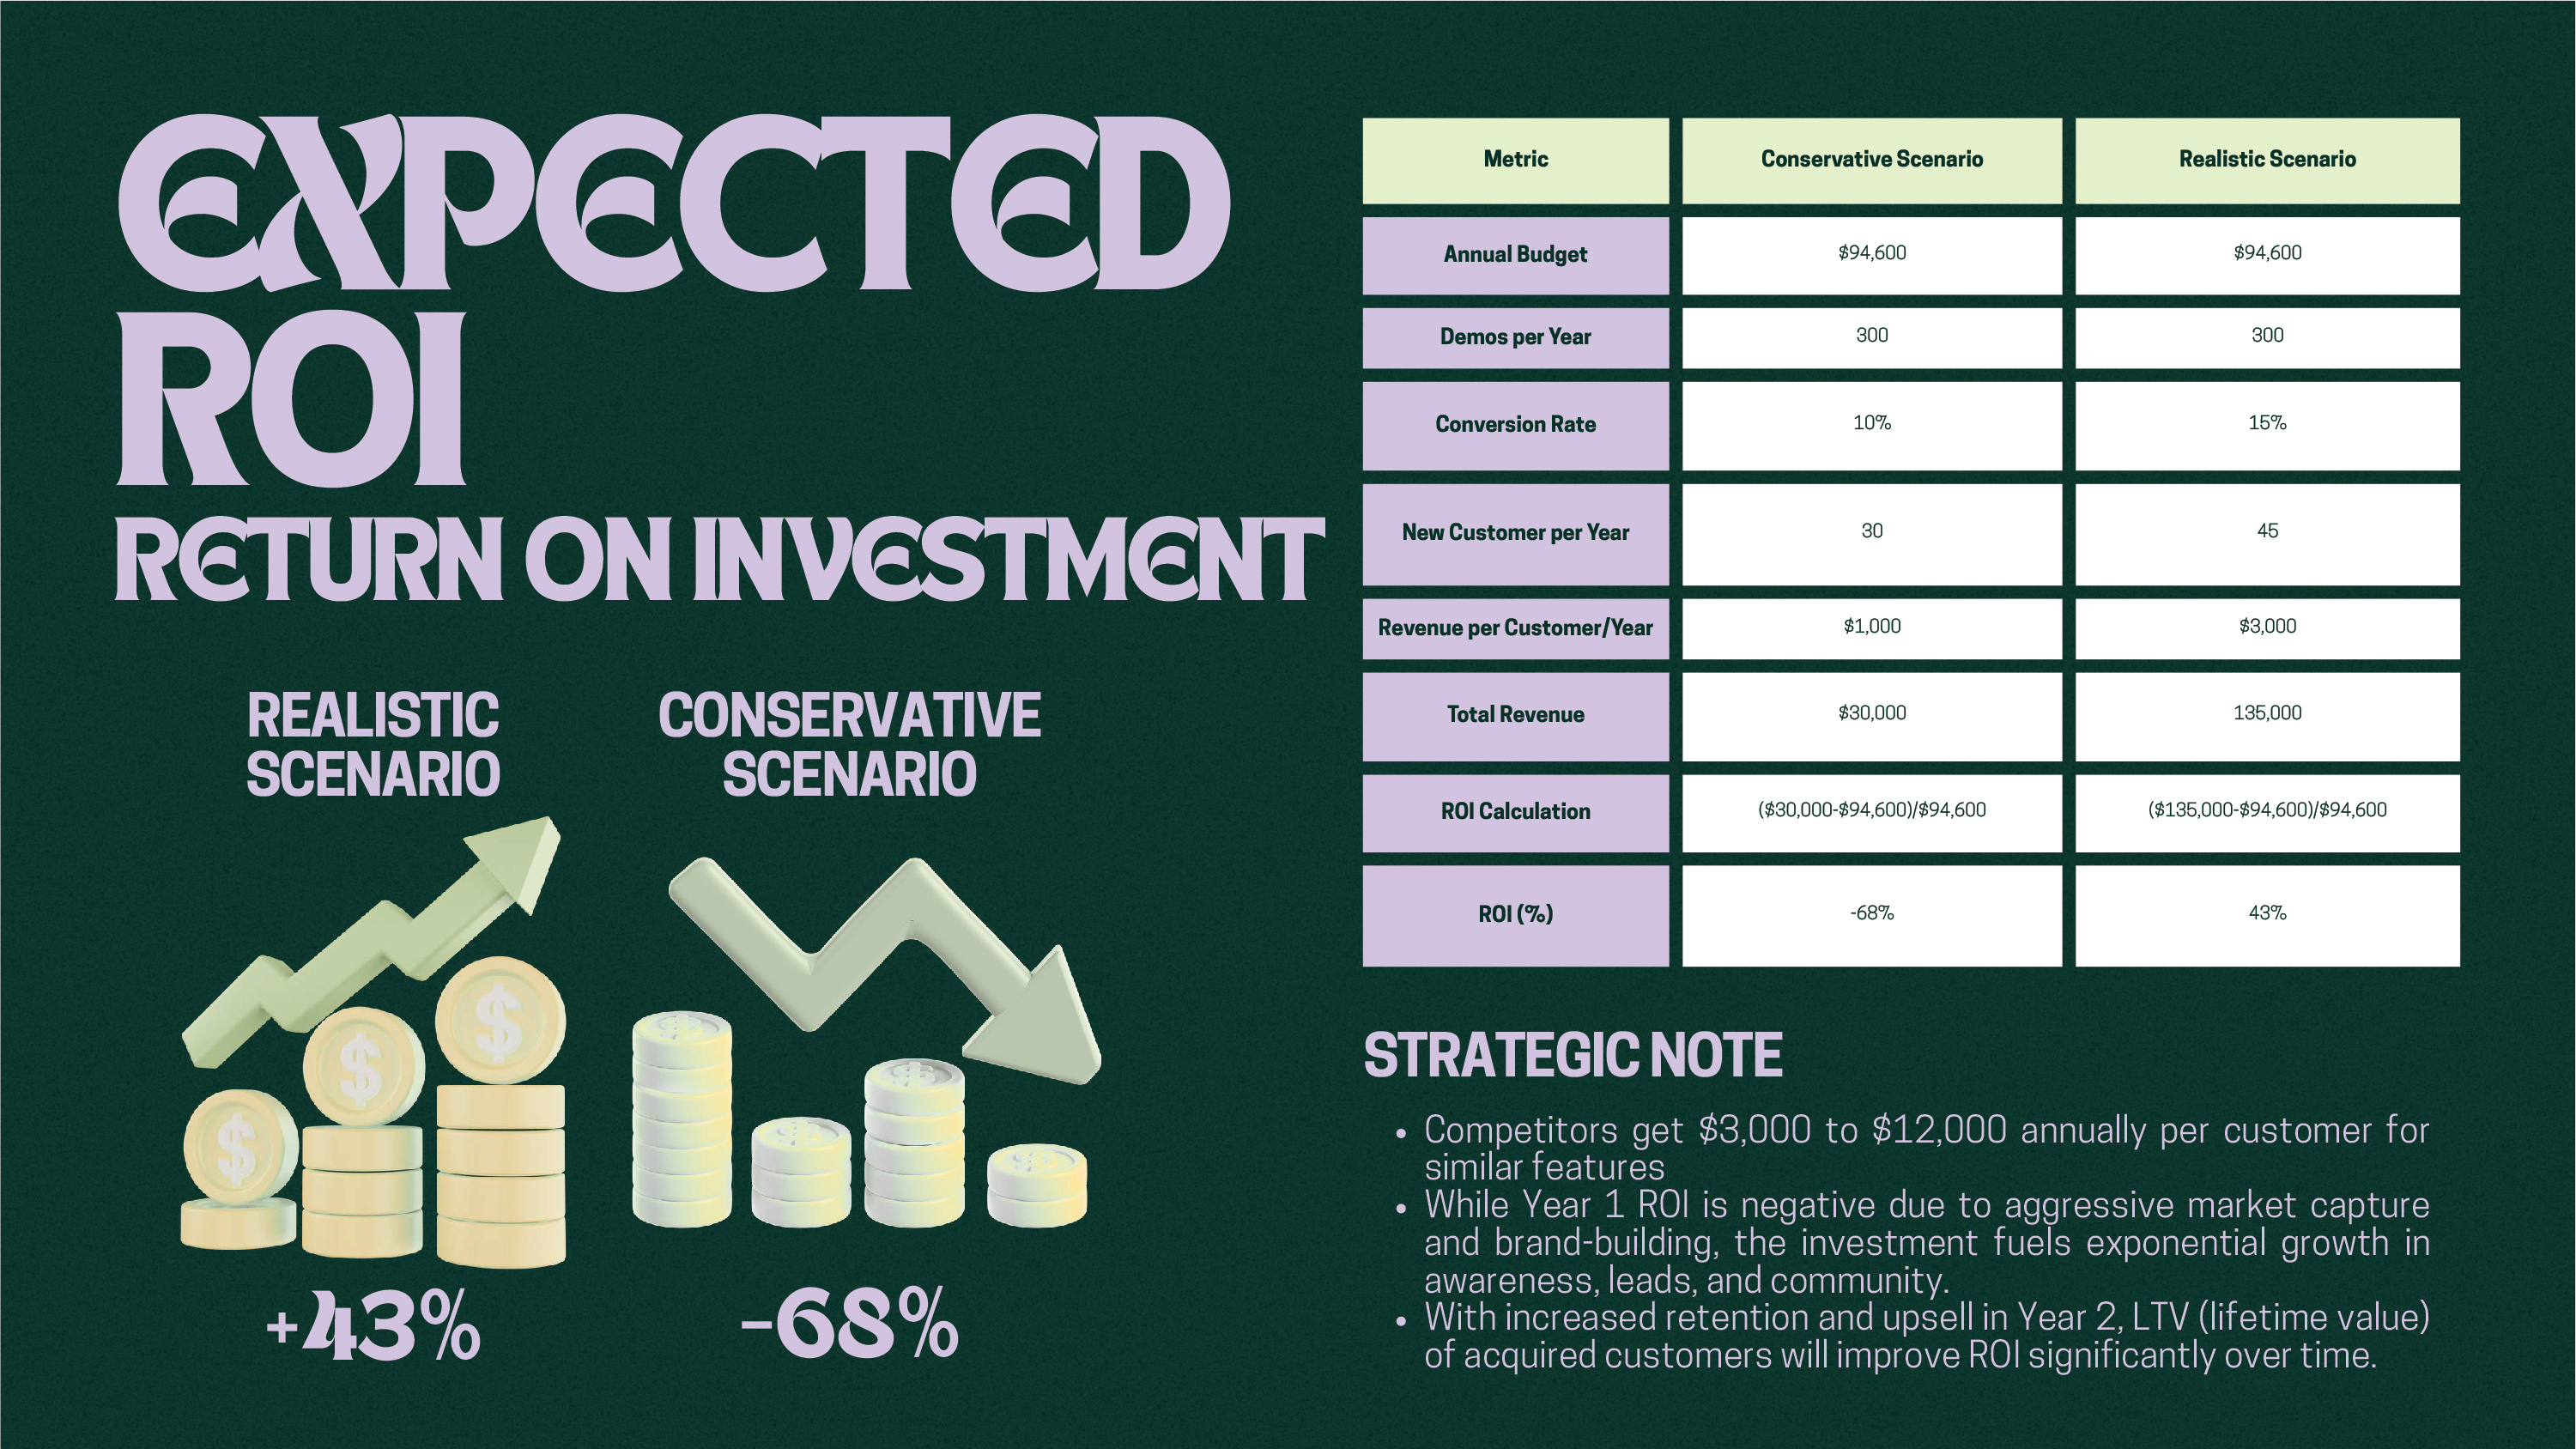 EXPECTED
ROI
RETURN ON INVESTMENT
REALISTIC
SCENARIO
+43%
CONSERVATIVE
SCENARIO
-68%
Metric Conservative Scenario Realistic Scenario
Annual Budget $94,600 $94,600
Demos per Year 300 300
Conversion Rate 10% 15%
New Customer per Year 30 45
Revenue per Customer/Year $1,000 $3,000
Total Revenue $30,000 135,000
ROI Calculation ($30,000-$94,600)/$94,600 ($135,000-$94,600)/$94,600
ROI (%) -68% 43%
STRATEGIC NOTE
• Competitors get $3,000 to $12,000 annually per customer for
similar features
• While Year 1 ROI is negative due to aggressive market capture
and brand-building, the investment fuels exponential growth in
awareness, leads, and community.
• With increased retention and upsell in Year 2, LTV (lifetime value)
of acquired customers will improve ROI significantly over time.